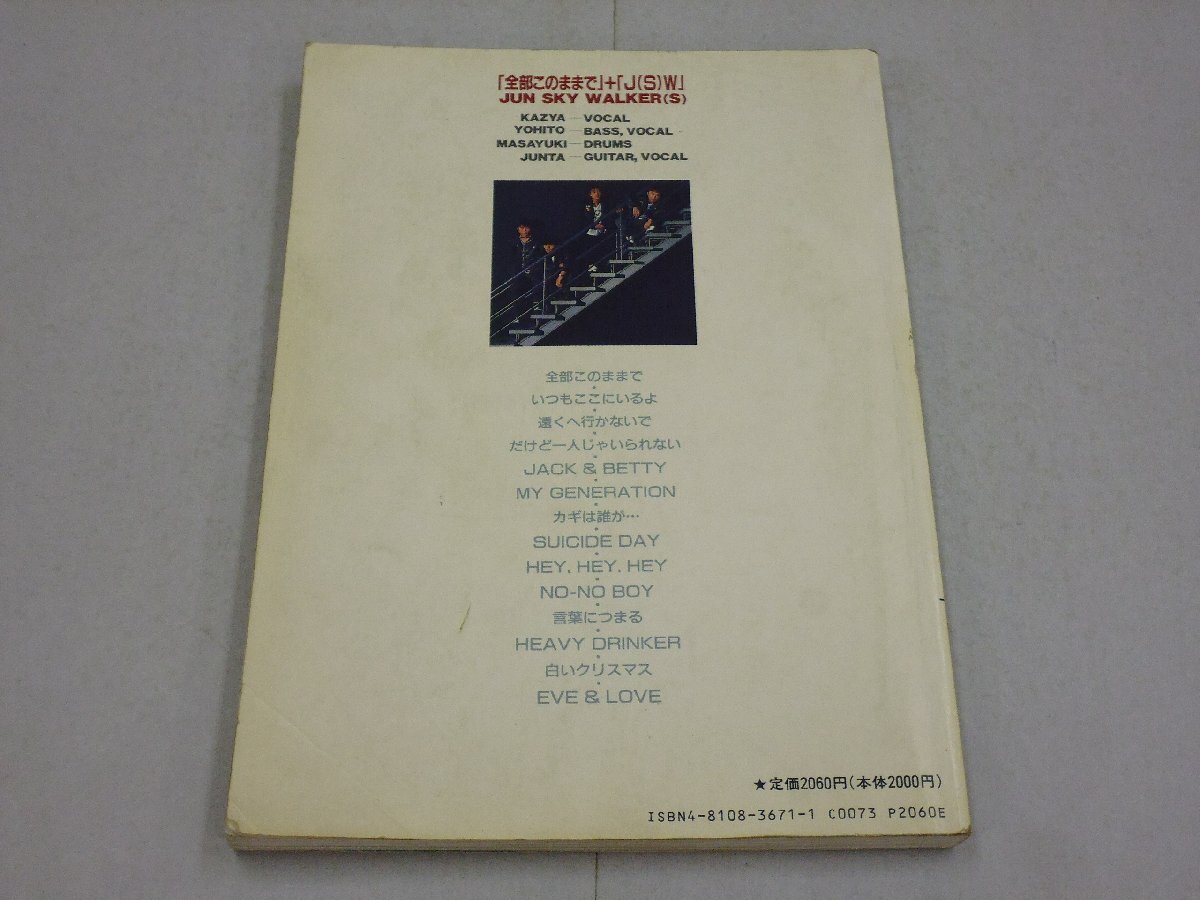 「全部このままで」+「J(S)W」
JUN SKY WALKER(S)
KAZYA—VOCAL
YOHITO—BASS, VOCAL
MASAYUKI—DRUMS
JUNTA—GUITAR, VOCAL
全部このままで
いつもここにいるよ
遠くへ行かないで
だけど一人じゃいられない
JACK & BETTY
MY GENERATION
カギは誰が…
SUICIDE DAY
HEY, HEY, HEY
NO-NO BOY
言葉につまる
HEAVY DRINKER
白いクリスマス
EVE & LOVE
★定価2060円(本体2000円)
ISBN4-8108-3671-1 C0073 P2060E